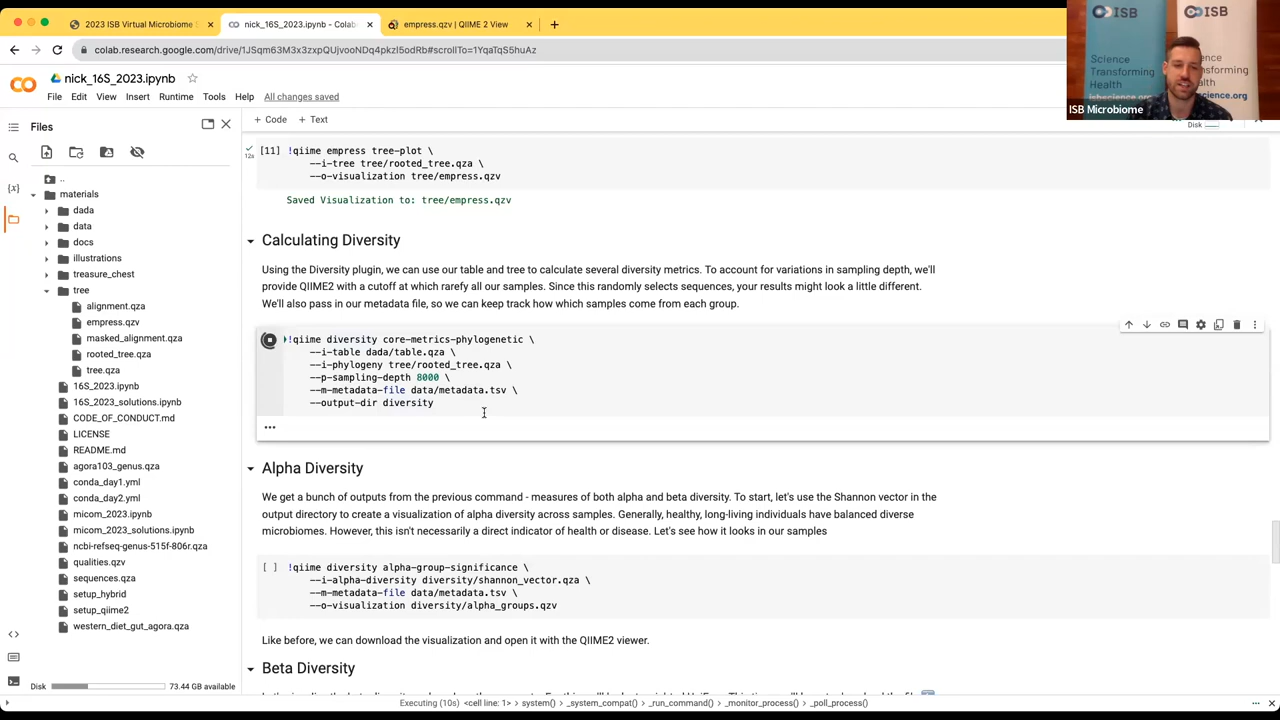 2023 ISB Virtual Microbiome
nick_16S_2023.ipynb - Colab
empress.qzv | QIIME 2 View
colab.research.google.com/drive/1JSqm63M3x3zxpQUjvooNDq4pkzI5odRb#scrollTo=1YqaTqS5huAz
nick_16S_2023.ipynb
File Edit View Insert Runtime Tools Help All changes saved
ISB
ISB
Science
Transforming
Health
isbscience.org
ISB Microbiome
Disk
Files
+ Code + Text
..
materials
dada
data
docs
illustrations
treasure_chest
tree
alignment.qza
empress.qzv
masked_alignment.qza
rooted_tree.qza
tree.qza
16S_2023.ipynb
16S_2023_solutions.ipynb
CODE_OF_CONDUCT.md
LICENSE
README.md
agora103_genus.qza
conda_day1.yml
conda_day2.yml
micom_2023.ipynb
micom_2023_solutions.ipynb
ncbi-refseq-genus-515f-806r.qza
qualities.qzv
sequences.qza
setup_hybrid
setup_qiime2
western_diet_gut_agora.qza
Disk 73.44 GB available
[11] !qiime empress tree-plot \
12s
--i-tree tree/rooted_tree.qza \
--o-visualization tree/empress.qzv
Saved Visualization to: tree/empress.qzv
Calculating Diversity
Using the Diversity plugin, we can use our table and tree to calculate several diversity metrics. To account for variations in sampling depth, we'll
provide QIIME2 with a cutoff at which rarefy all our samples. Since this randomly selects sequences, your results might look a little different.
We'll also pass in our metadata file, so we can keep track how which samples come from each group.
!qiime diversity core-metrics-phylogenetic \
--i-table dada/table.qza \
--i-phylogeny tree/rooted_tree.qza \
--p-sampling-depth 8000 \
--m-metadata-file data/metadata.tsv \
--output-dir diversity
Alpha Diversity
We get a bunch of outputs from the previous command - measures of both alpha and beta diversity. To start, let's use the Shannon vector in the
output directory to create a visualization of alpha diversity across samples. Generally, healthy, long-living individuals have balanced diverse
microbiomes. However, this isn't necessarily a direct indicator of health or disease. Let's see how it looks in our samples
[ ] !qiime diversity alpha-group-significance \
--i-alpha-diversity diversity/shannon_vector.qza \
--m-metadata-file data/metadata.tsv \
--o-visualization diversity/alpha_groups.qzv
Like before, we can download the visualization and open it with the QIIME2 viewer.
Beta Diversity
Executing (10s) <cell line: 1> > system() > _system_compat() > _run_command() > _monitor_process() > _poll_process()